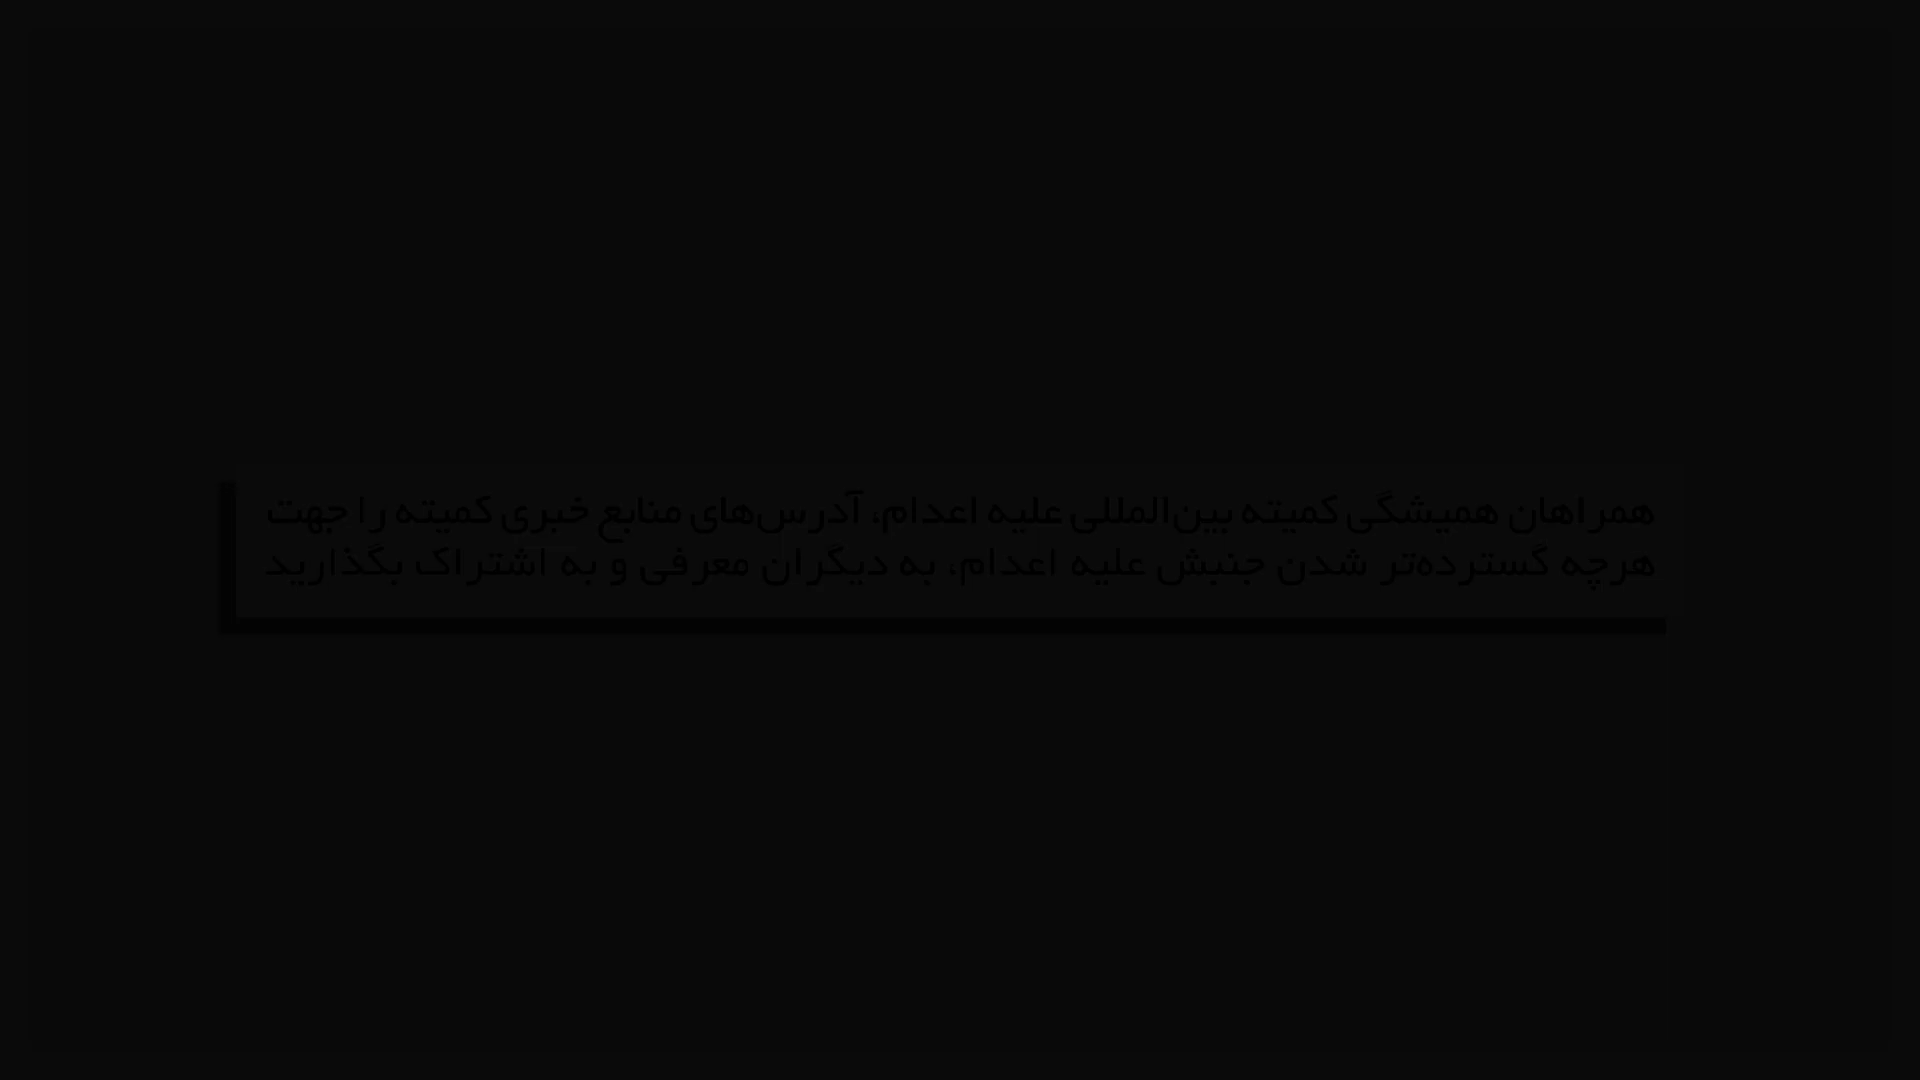 همراهان همیشگی کمیته بین‌المللی علیه اعدام، آدرس‌های منابع خبری کمیته را جهت
هرچه گسترده‌تر شدن جنبش علیه اعدام، به دیگران معرفی و به اشتراک بگذارید